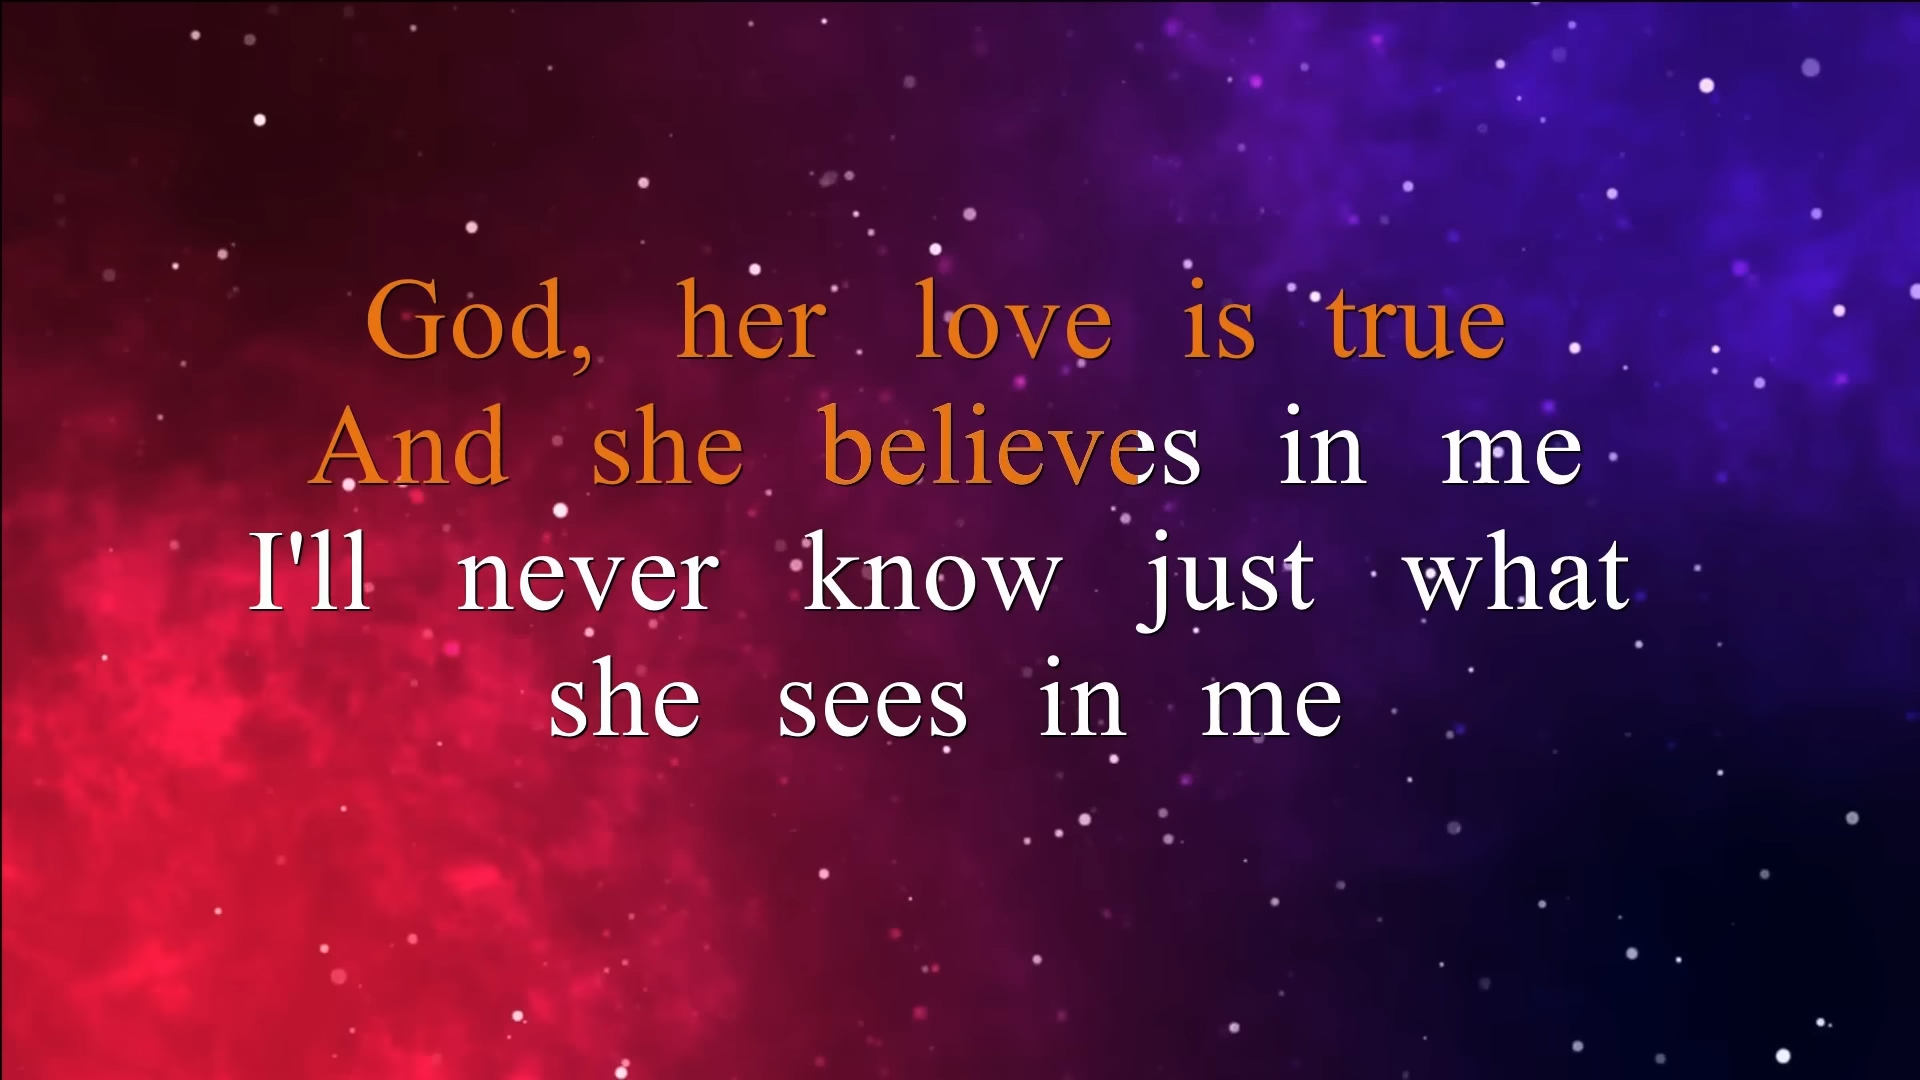 God, her love is true
And she believes in me
I'll never know just what
she sees in me